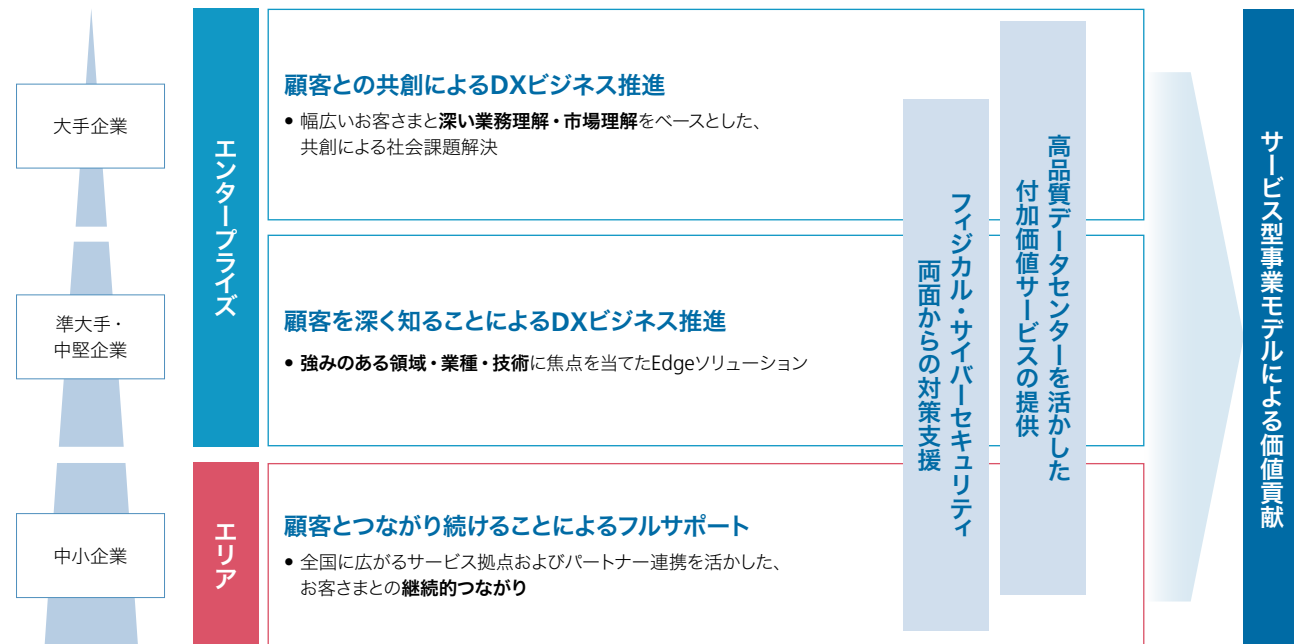 大手企業
準大手・
中堅企業
中小企業
エンタープライズ
エリア
顧客との共創によるDXビジネス推進
• 幅広いお客さまと深い業務理解・市場理解をベースとした、
共創による社会課題解決
顧客を深く知ることによるDXビジネス推進
• 強みのある領域・業種・技術に焦点を当てたEdgeソリューション
顧客とつながり続けることによるフルサポート
• 全国に広がるサービス拠点およびパートナー連携を活かした、
お客さまとの継続的つながり
フィジカル・サイバーセキュリティ
両面からの対策支援
高品質データセンターを活かした
付加価値サービスの提供
サービス型事業モデルによる価値貢献